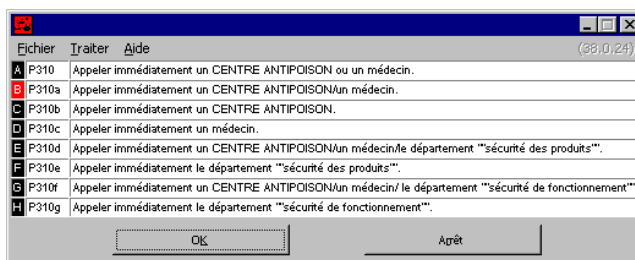 Fichier Traiter Aide (38.0.24)
A P310 Appeler immédiatement un CENTRE ANTIPOISON ou un médecin.
B P310a Appeler immédiatement un CENTRE ANTIPOISON/un médecin.
C P310b Appeler immédiatement un CENTRE ANTIPOISON.
D P310c Appeler immédiatement un médecin.
E P310d Appeler immédiatement un CENTRE ANTIPOISON/un médecin/le département ""sécurité des produits"".
F P310e Appeler immédiatement le département ""sécurité des produits"".
G P310f Appeler immédiatement un CENTRE ANTIPOISON/un médecin/ le département ""sécurité de fonctionnement""
H P310g Appeler immédiatement le département ""sécurité de fonctionnement"".
OK Arrêt